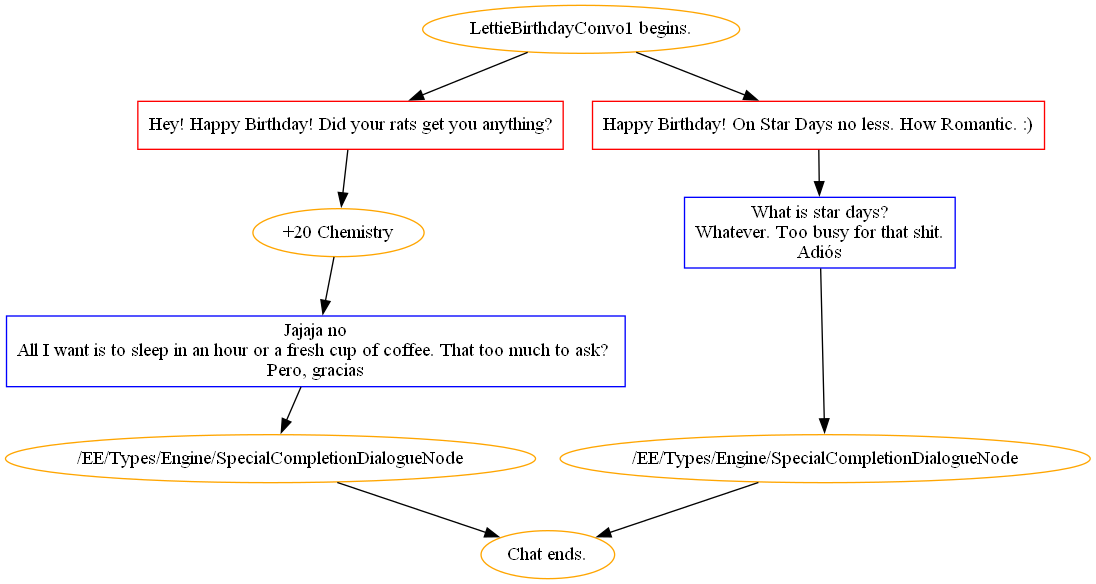 LettieBirthdayConvo1 begins.
Hey! Happy Birthday! Did your rats get you anything?
Happy Birthday! On Star Days no less. How Romantic. :)
+20 Chemistry
What is star days?
Whatever. Too busy for that shit.
Adiós
Jajaja no
All I want is to sleep in an hour or a fresh cup of coffee. That too much to ask?
Pero, gracias
/EE/Types/Engine/SpecialCompletionDialogueNode
/EE/Types/Engine/SpecialCompletionDialogueNode
Chat ends.